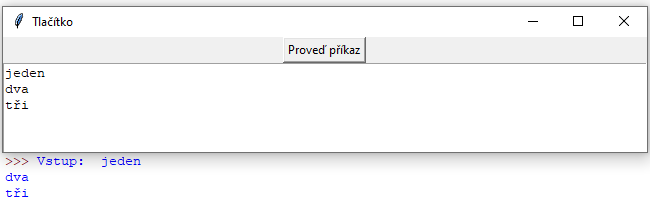 Tlačítko
Proveď příkaz
jeden
dva
tři
>>> Vstup:  jeden
dva
tři